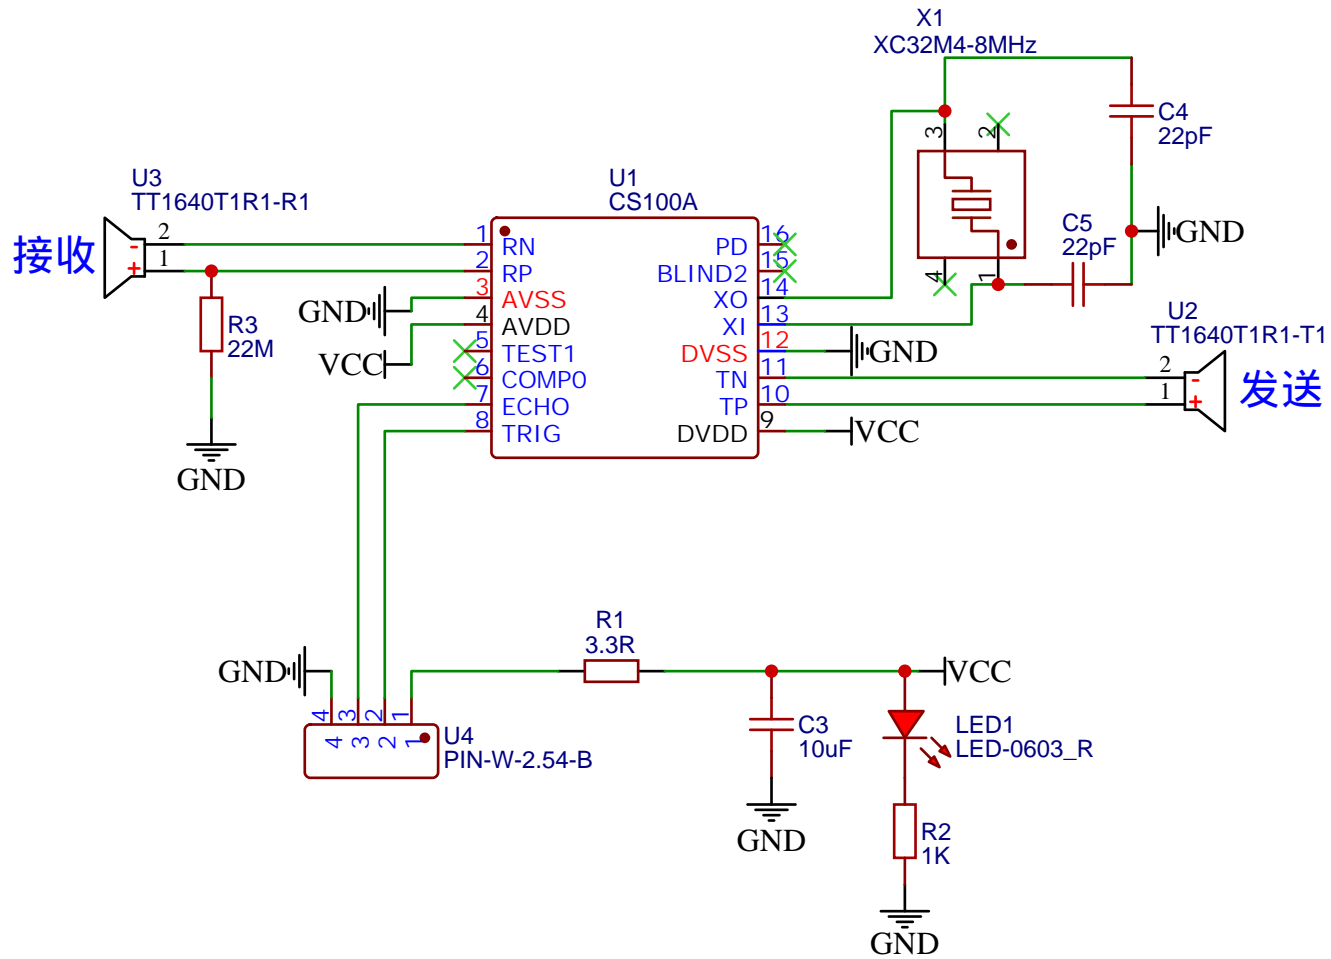 X1
XC32M4-8MHz
3
2
C4
22pF
U3
TT1640T1R1-R1
U1
CS100A
接收
2
-
1
+
1
RN
2
RP
3
AVSS
4
AVDD
5
TEST1
6
COMP0
7
ECHO
8
TRIG
PD
16
BLIND2
15
XO
14
XI
13
DVSS
12
TN
11
TP
10
DVDD
9
4
1
C5
22pF
GND
GND
VCC
R3
22M
GND
GND
VCC
U2
TT1640T1R1-T1
2
-
1
+
发送
R1
3.3R
GND
VCC
4
3
2
1
4
3
2
1
U4
PIN-W-2.54-B
C3
10uF
GND
LED1
LED-0603_R
R2
1K
GND